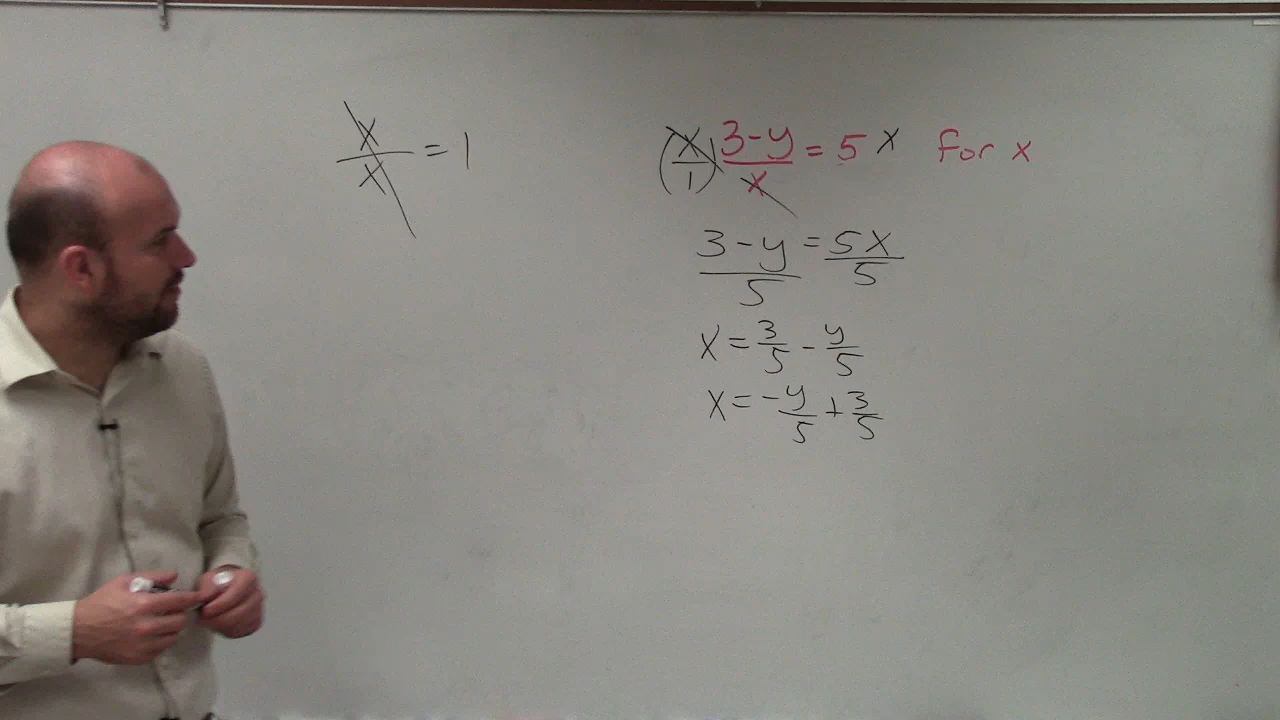 x/x = 1
(x/1) (3-y)/x = 5 x for x
(3-y)/5 = 5x/5
x = 3/5 - y/5
x = -y/5 + 3/5